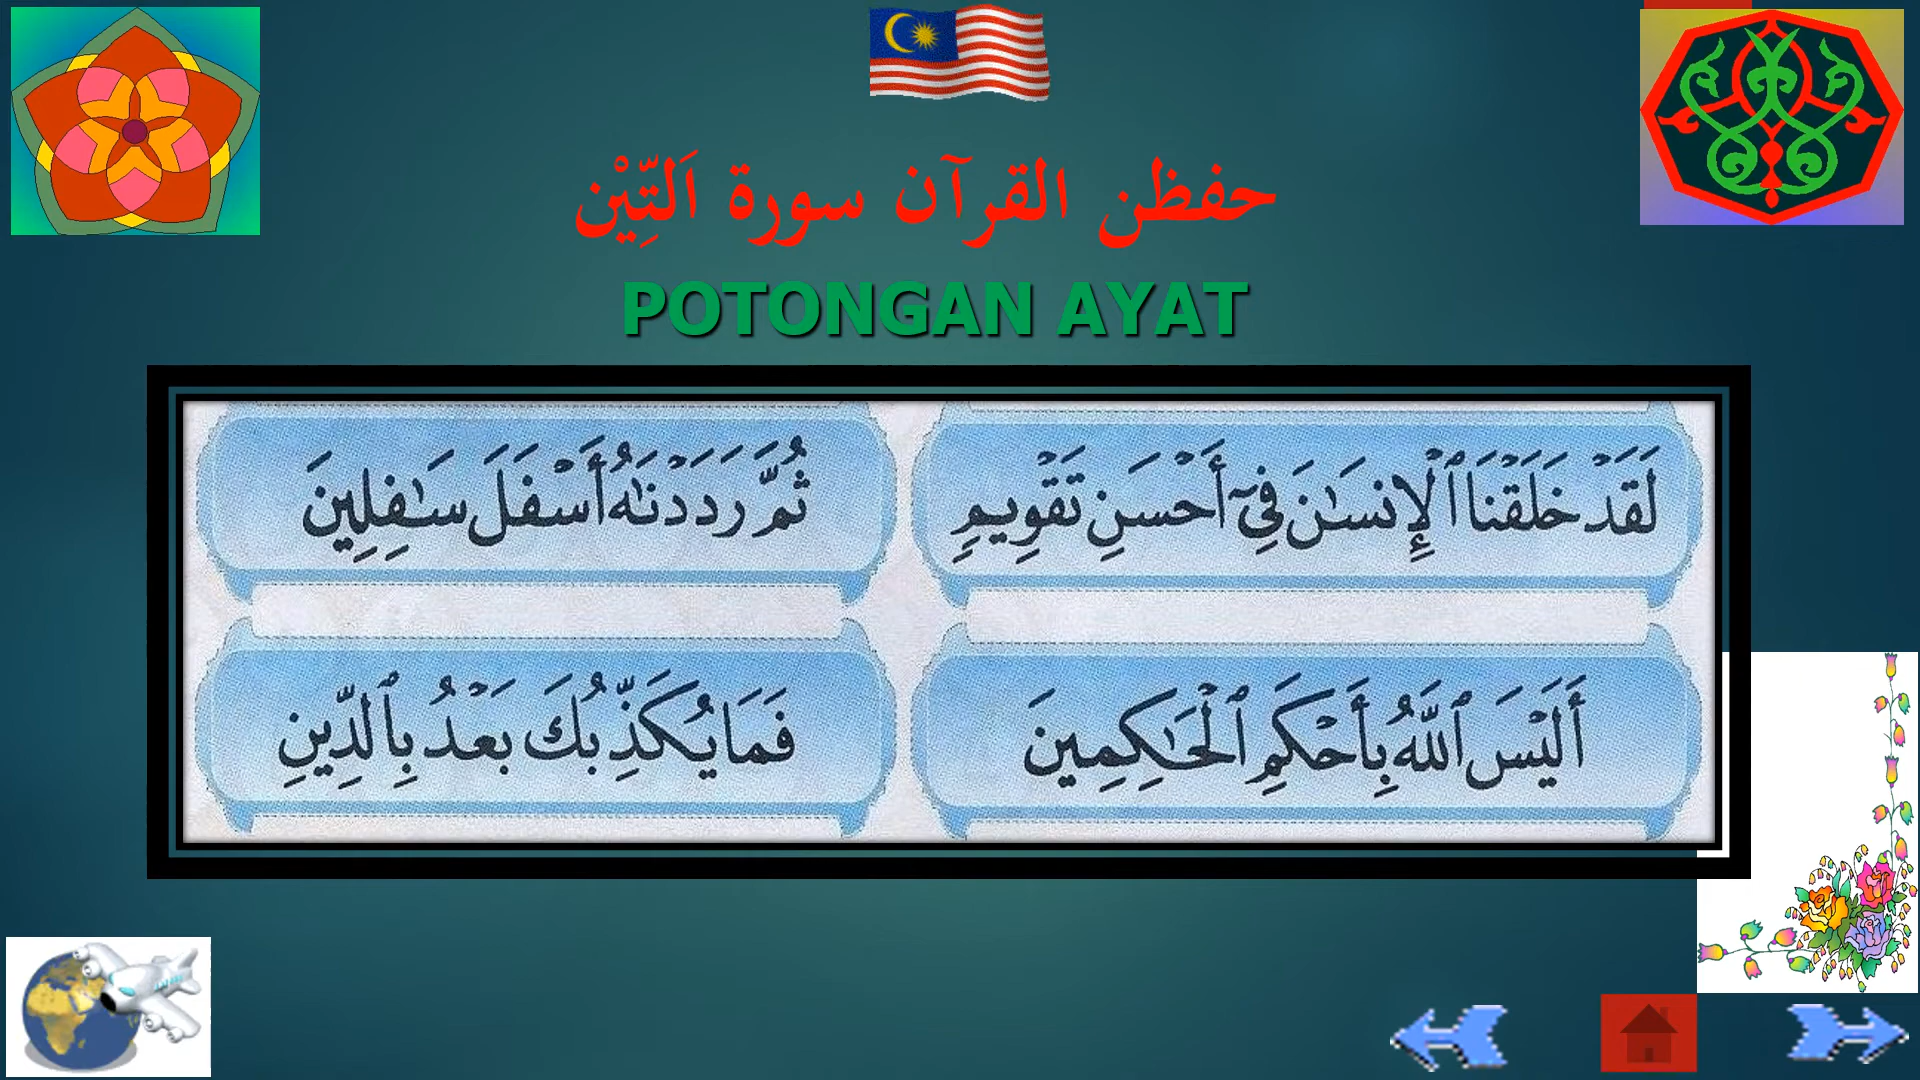 حفظن القرآن سورة اَلتِّيْن
POTONGAN AYAT
لَقَدْ خَلَقْنَا ٱلْإِنسَـٰنَ فِىٓ أَحْسَنِ تَقْوِيمٍ
ثُمَّ رَدَدْنَـٰهُ أَسْفَلَ سَـٰفِلِينَ
أَلَيْسَ ٱللَّهُ بِأَحْكَمِ ٱلْحَـٰكِمِينَ
فَمَا يُكَذِّبُكَ بَعْدُ بِٱلدِّينِ